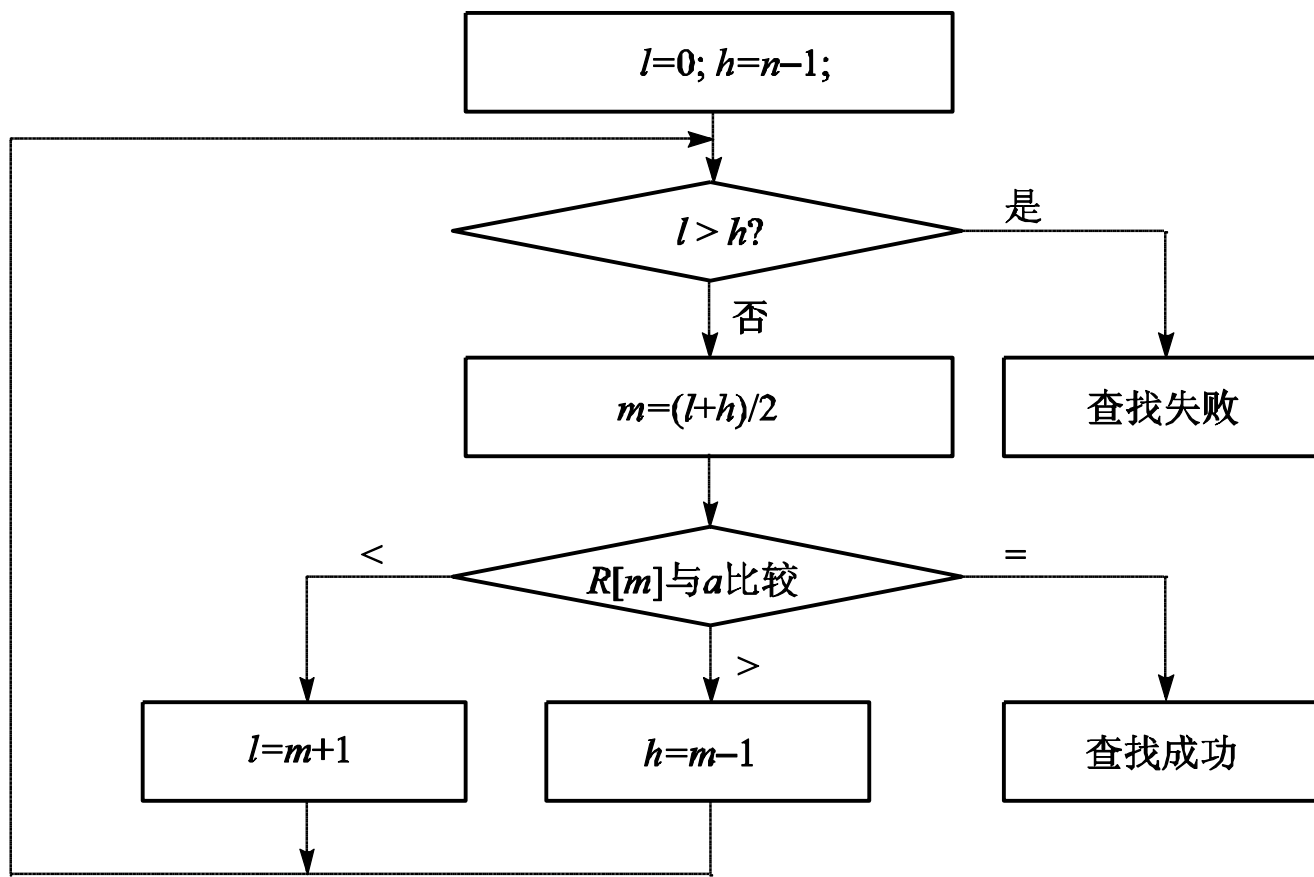 l=0; h=n–1;
l > h?
是
否
m=(l+h)/2
查找失败
<
R[m]与a比较
=
>
l=m+1
h=m–1
查找成功